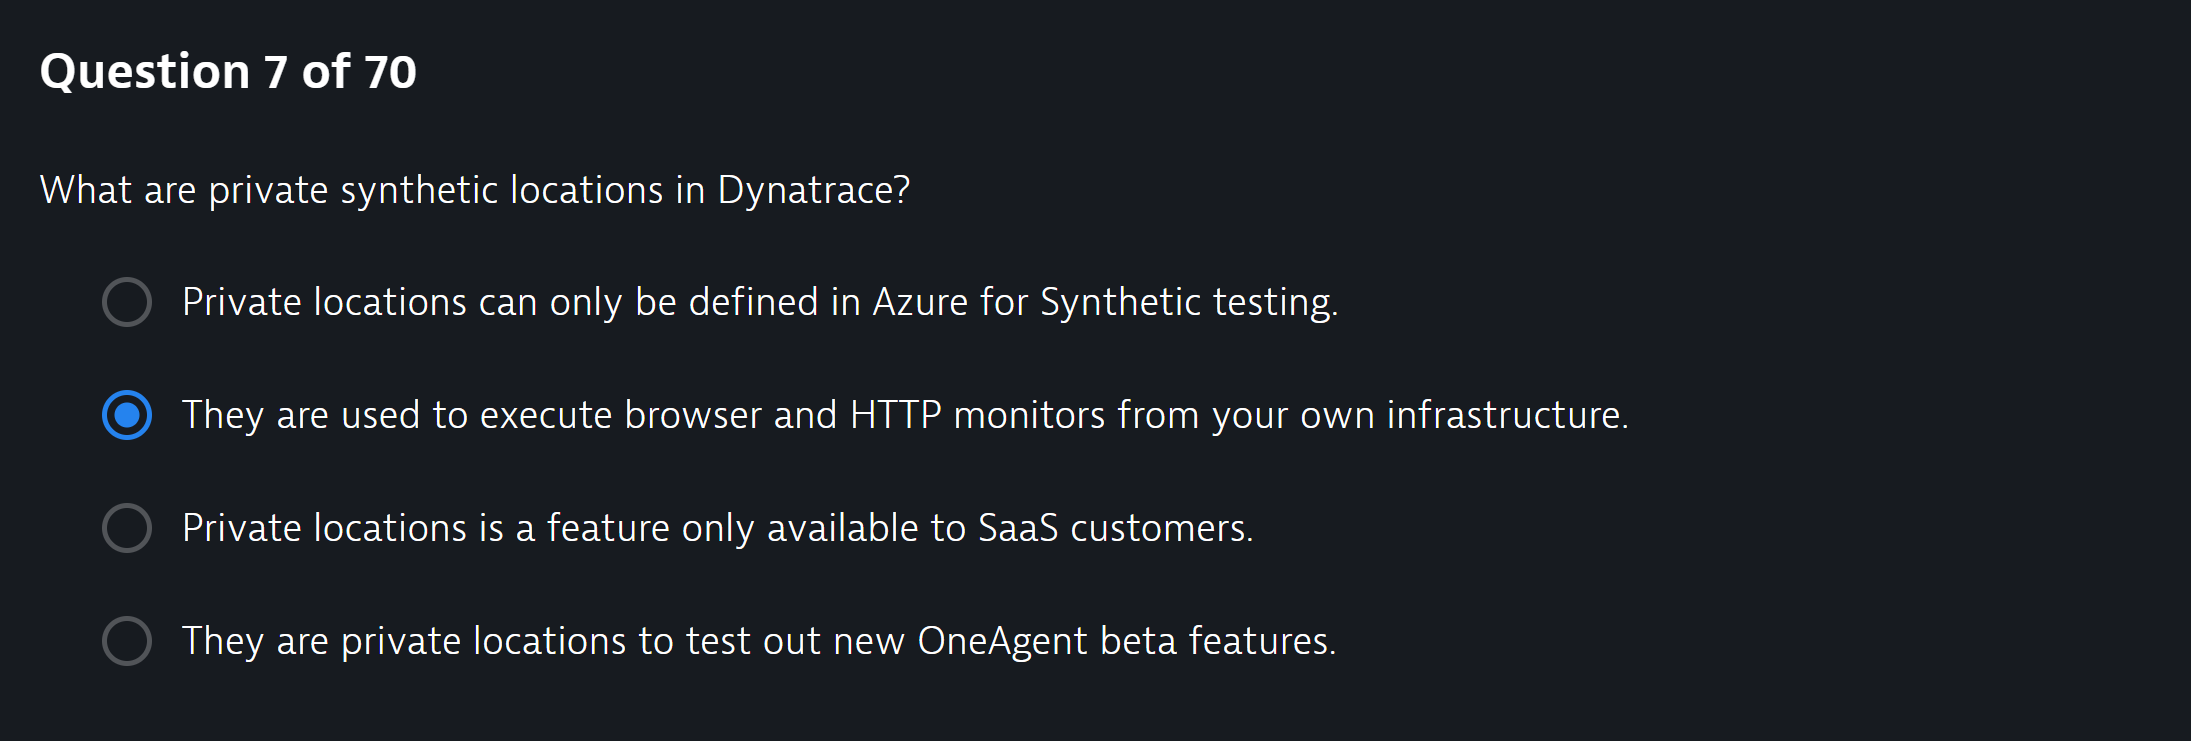 Question 7 of 70
What are private synthetic locations in Dynatrace?
Private locations can only be defined in Azure for Synthetic testing.
They are used to execute browser and HTTP monitors from your own infrastructure.
Private locations is a feature only available to SaaS customers.
They are private locations to test out new OneAgent beta features.